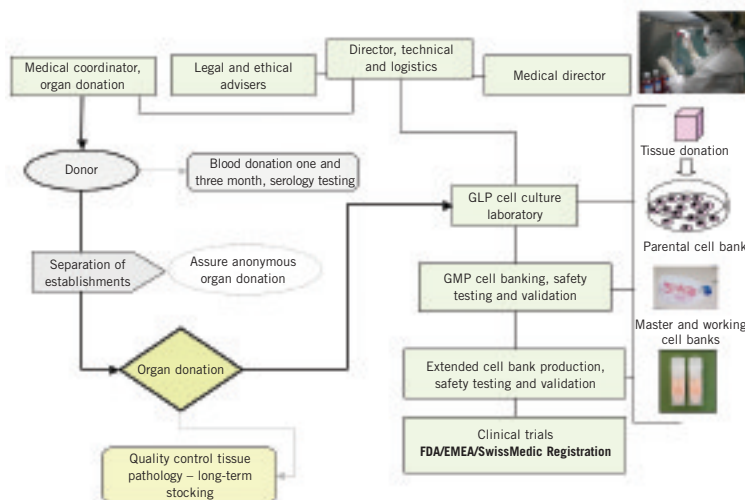 Medical coordinator,
organ donation
Legal and ethical
advisers
Director, technical
and logistics
Medical director
Donor
Blood donation one and
three month, serology testing
Tissue donation
GLP cell culture
laboratory
Parental cell bank
Separation of
establishments
Assure anonymous
organ donation
GMP cell banking, safety
testing and validation
Master and working
cell banks
Organ donation
Extended cell bank production,
safety testing and validation
Clinical trials
FDA/EMEA/SwissMedic Registration
Quality control tissue
pathology – long-term
stocking